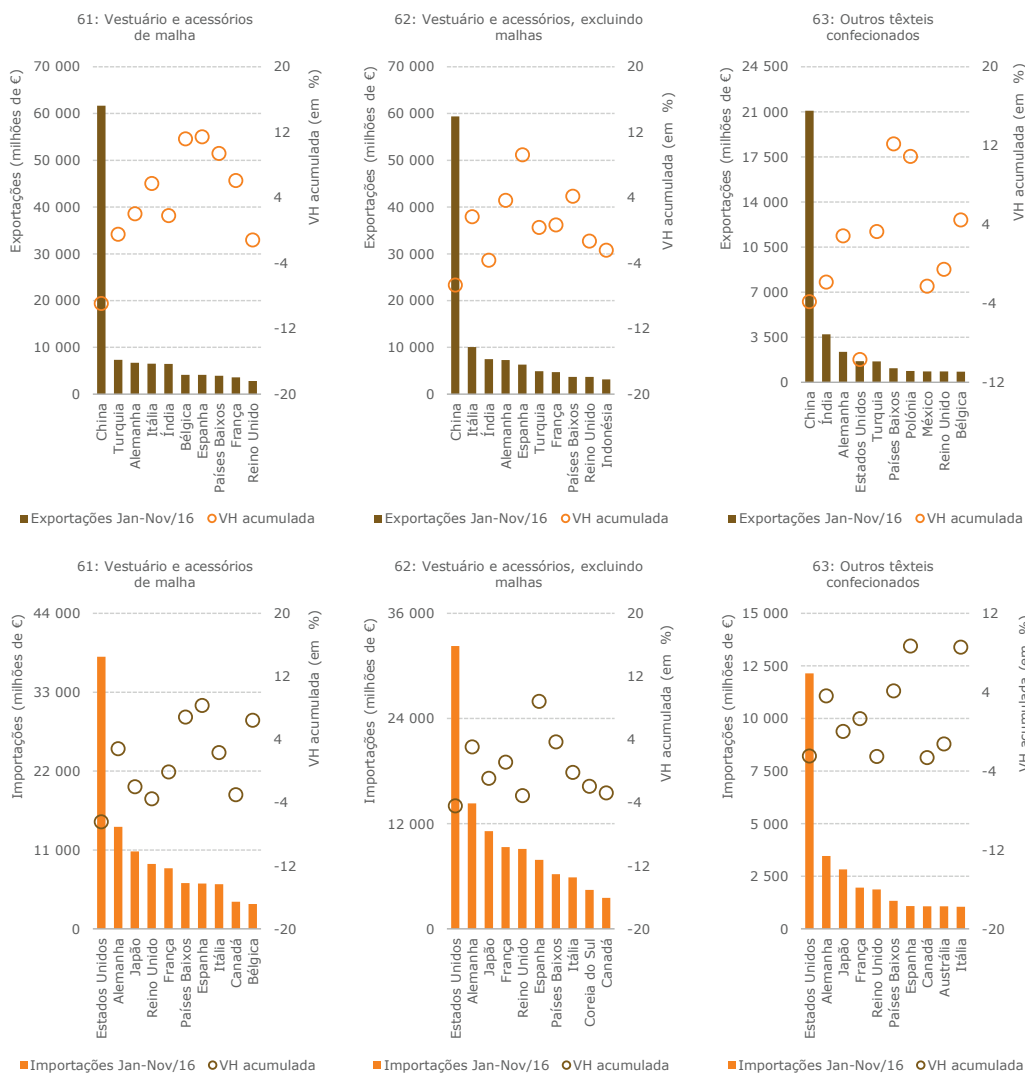 61: Vestuário e acessórios
de malha
70 000
60 000
50 000
40 000
30 000
20 000
10 000
0
Exportações (milhões de €)
20
12
4
-4
-12
-20
VH acumulada (em %)
China
Turquia
Alemanha
Itália
Índia
Bélgica
Espanha
Países Baixos
França
Reino Unido
Exportações Jan-Nov/16 VH acumulada
62: Vestuário e acessórios, excluindo
malhas
70 000
60 000
50 000
40 000
30 000
20 000
10 000
0
Exportações (milhões de €)
20
12
4
-4
-12
-20
VH acumulada (em %)
China
Itália
Índia
Alemanha
Espanha
Turquia
França
Países Baixos
Reino Unido
Indonésia
Exportações Jan-Nov/16 VH acumulada
63: Outros têxteis
confecionados
24 500
21 000
17 500
14 000
10 500
7 000
3 500
0
Exportações (milhões de €)
20
12
4
-4
-12
VH acumulada (em %)
China
Índia
Alemanha
Estados Unidos
Turquia
Países Baixos
Polónia
México
Reino Unido
Bélgica
Exportações Jan-Nov/16 VH acumulada
61: Vestuário e acessórios
de malha
44 000
33 000
22 000
11 000
0
Importações (milhões de €)
20
12
4
-4
-12
-20
VH acumulada (em %)
Estados Unidos
Alemanha
Japão
Reino Unido
França
Países Baixos
Espanha
Itália
Canadá
Bélgica
Importações Jan-Nov/16 VH acumulada
62: Vestuário e acessórios, excluindo
malhas
36 000
24 000
12 000
0
Importações (milhões de €)
20
12
4
-4
-12
-20
VH acumulada (em %)
Estados Unidos
Alemanha
Japão
França
Reino Unido
Espanha
Países Baixos
Itália
Coreia do Sul
Canadá
Importações Jan-Nov/16 VH acumulada
63: Outros têxteis
confecionados
15 000
12 500
10 000
7 500
5 000
2 500
0
Importações (milhões de €)
12
4
-4
-12
-20
VH acumulada (em %)
Estados Unidos
Alemanha
Japão
França
Reino Unido
Países Baixos
Espanha
Canadá
Austrália
Itália
Importações Jan-Nov/16 VH acumulada